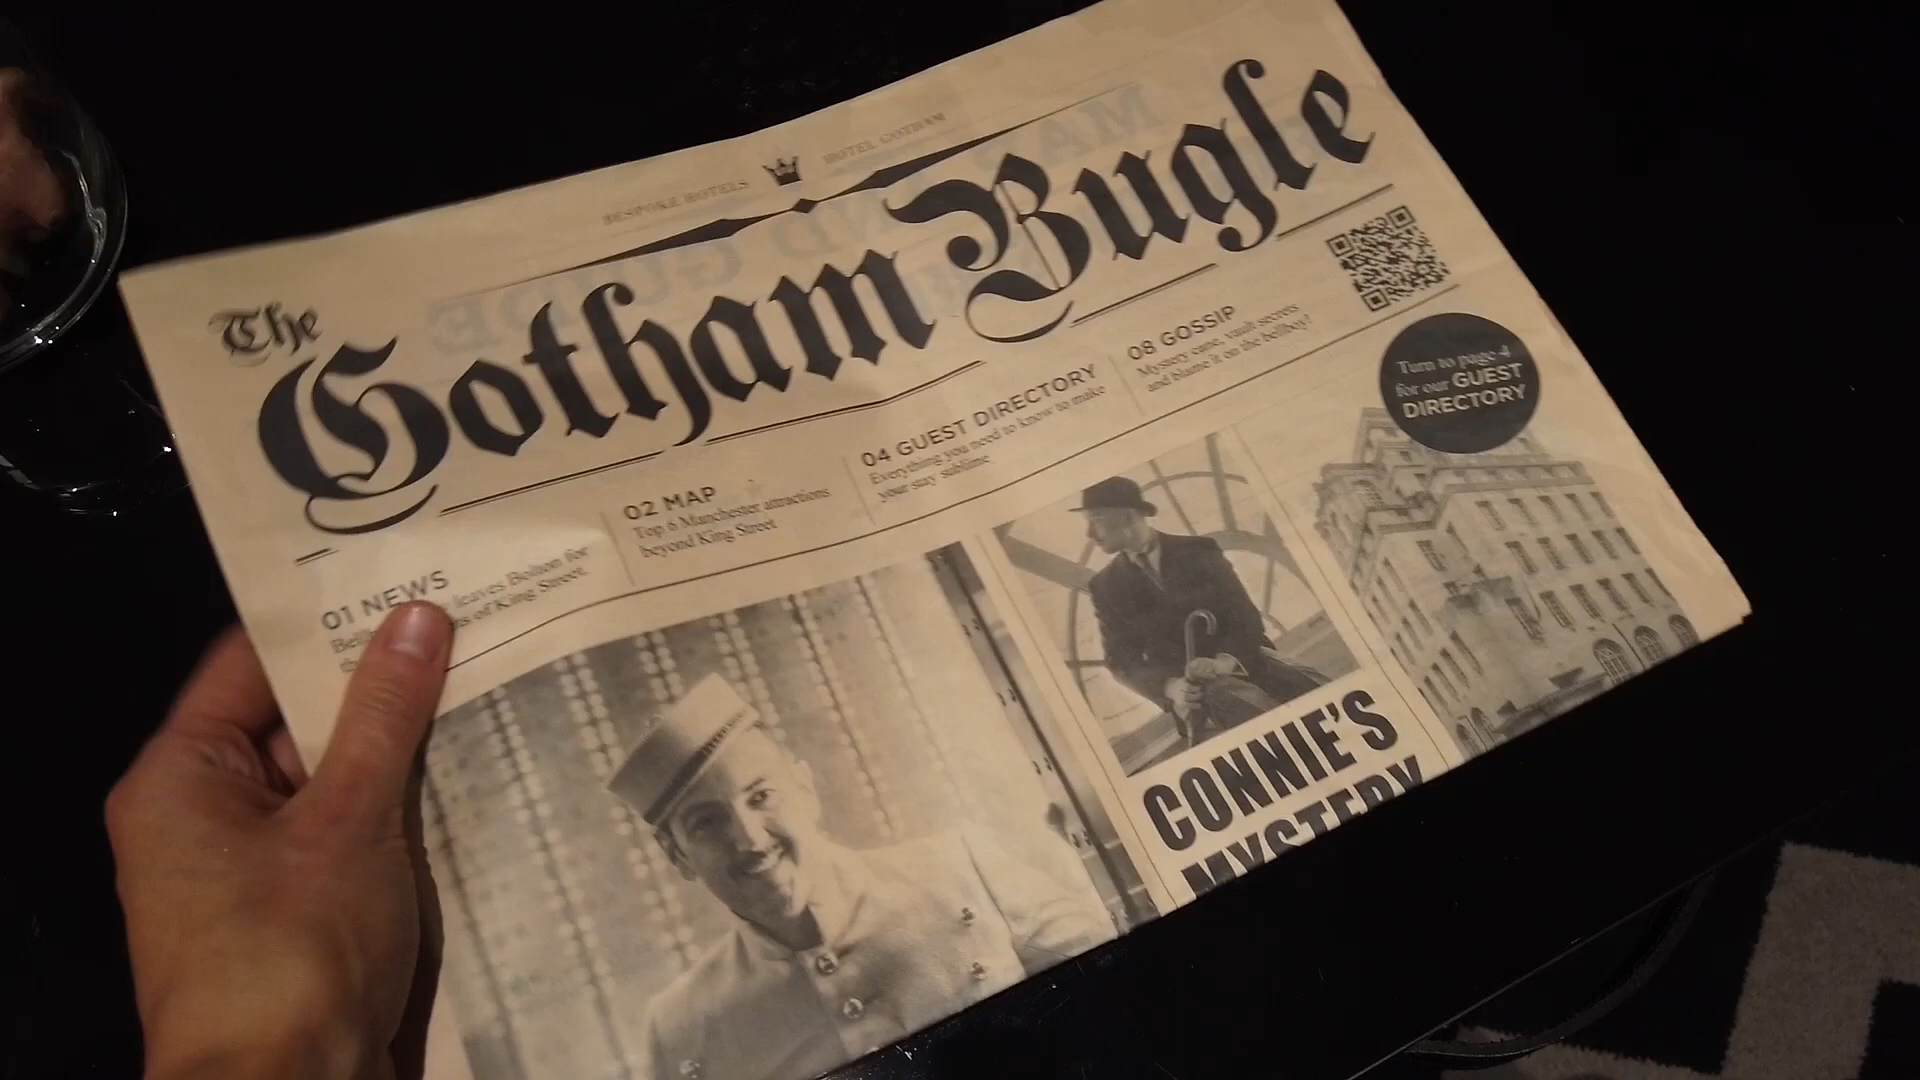 BESPOKE HOTELS HOTEL GOTHAM
The
Gotham Bugle
01 NEWS
leaves Bolton for
of King Street.
02 MAP
Top 6 Manchester attractions
beyond King Street
04 GUEST DIRECTORY
Everything you need to know to make
your stay sublime
08 GOSSIP
Mystery cane, vault secrets
and blame it on the bellboy?
Turn to page 4
for our GUEST
DIRECTORY
CONNIE'S
MYSTERY